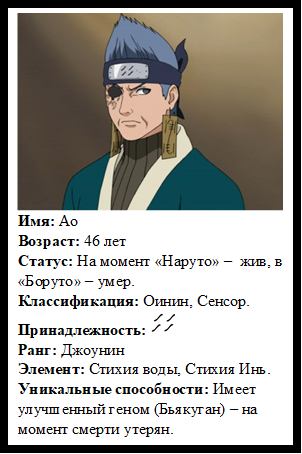 Имя: Ао
Возраст: 46 лет
Статус: На момент «Наруто» – жив, в
«Боруто» – умер.
Классификация: Оинин, Сенсор.
Принадлежность:
Ранг: Джоунин
Элемент: Стихия воды, Стихия Инь.
Уникальные способности: Имеет
улучшенный геном (Бьякуган) – на
момент смерти утерян.